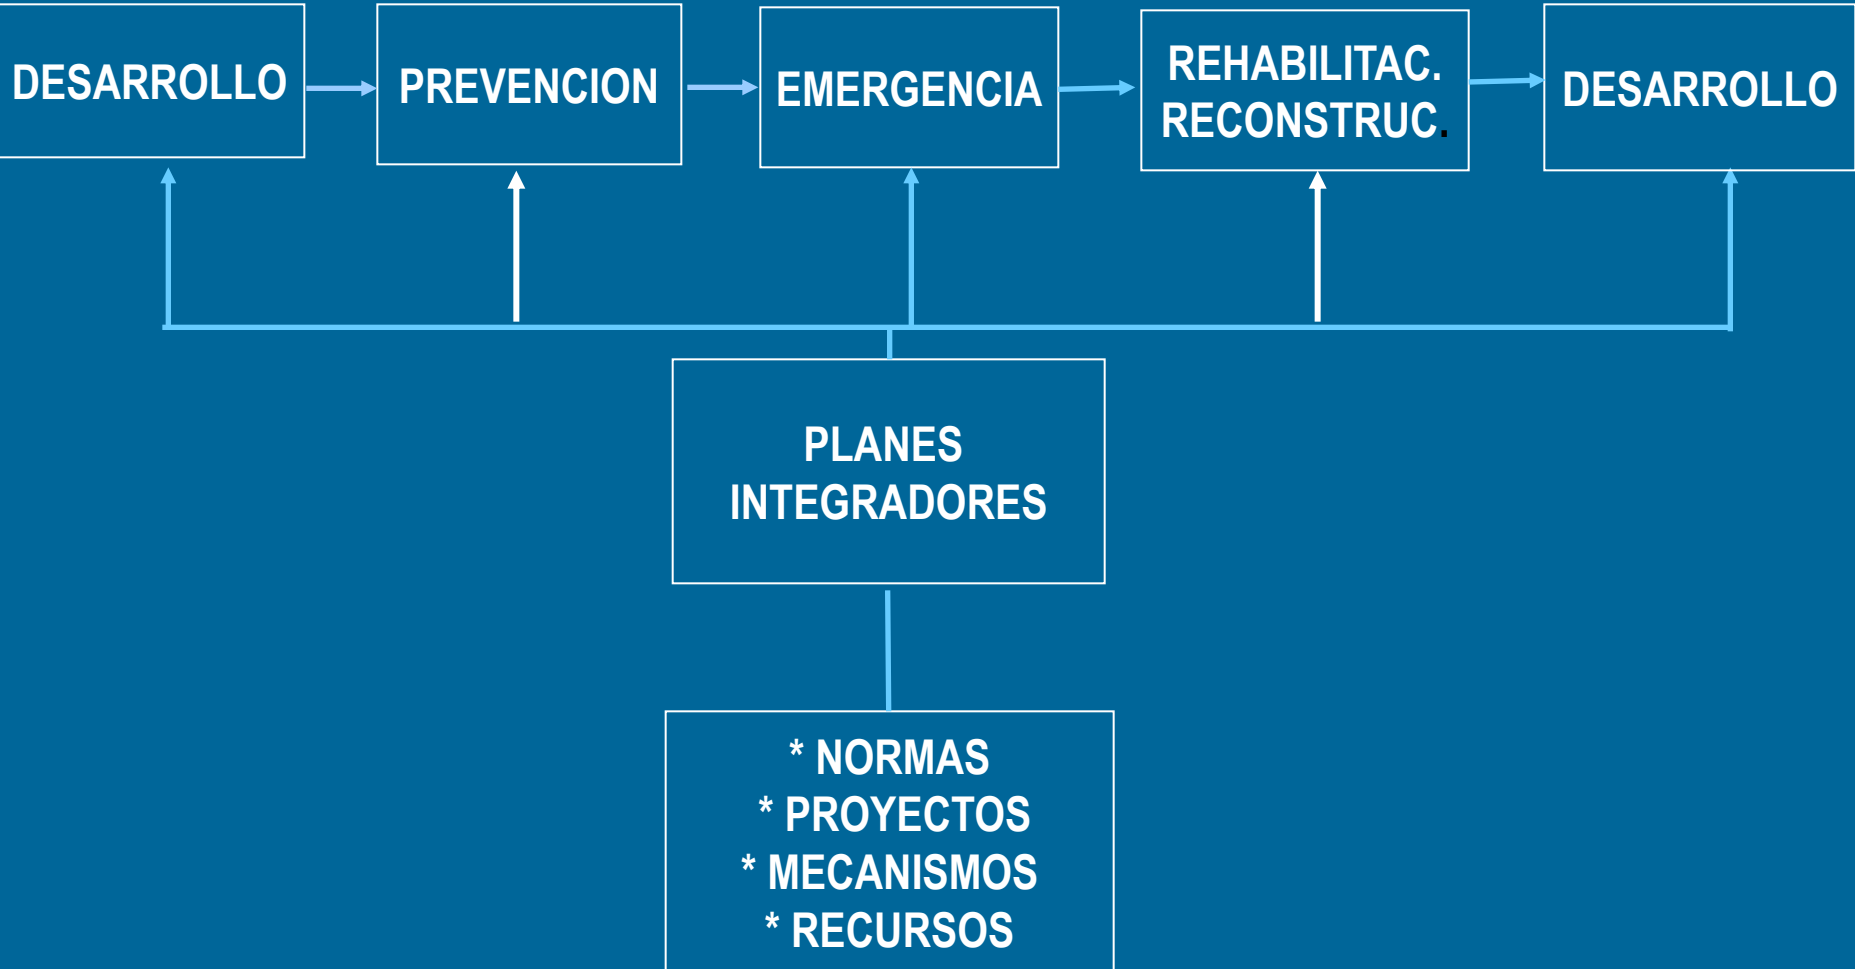 DESARROLLO
PREVENCION
EMERGENCIA
REHABILITAC.
RECONSTRUC.
DESARROLLO
PLANES
INTEGRADORES
* NORMAS
* PROYECTOS
* MECANISMOS
* RECURSOS